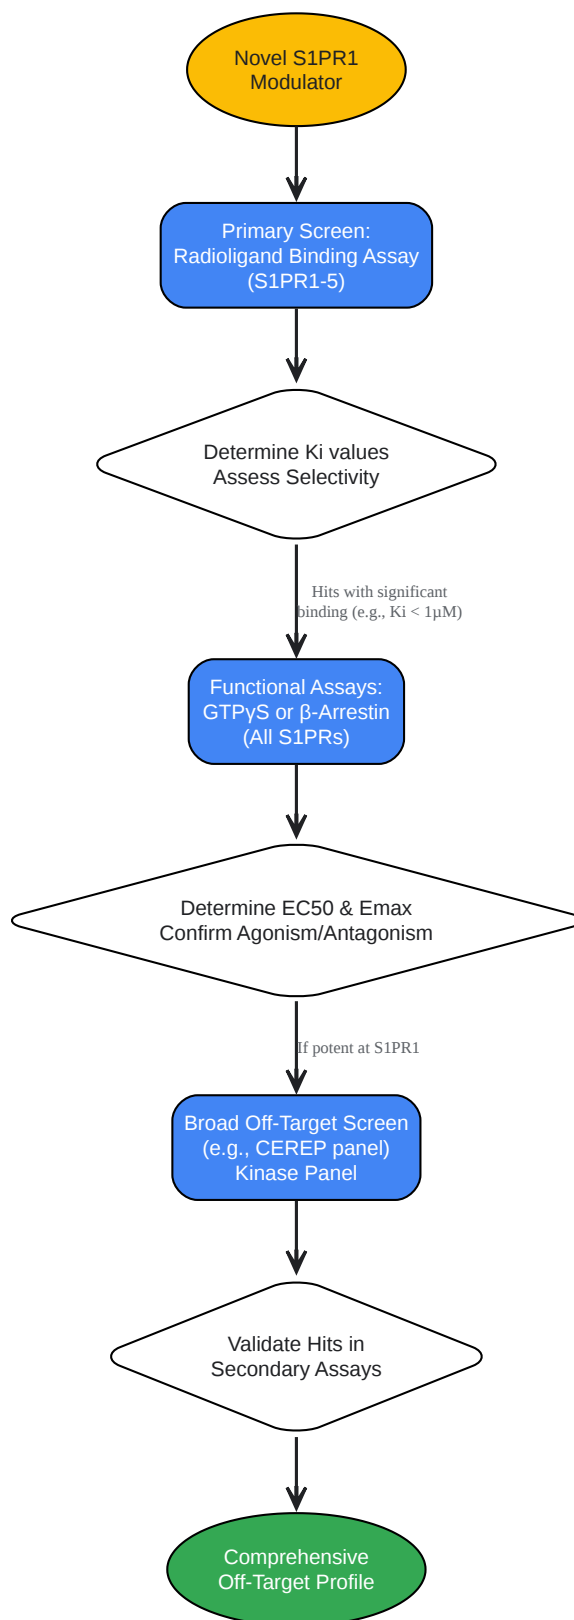 Novel S1PR1
Modulator
Primary Screen:
Radioligand Binding Assay
(S1PR1-5)
Determine Ki values
Assess Selectivity
Hits with significant
binding (e.g., Ki < 1µM)
Functional Assays:
GTPγS or β-Arrestin
(All S1PRs)
Determine EC50 & Emax
Confirm Agonism/Antagonism
If potent at S1PR1
Broad Off-Target Screen
(e.g., CEREP panel)
Kinase Panel
Validate Hits in
Secondary Assays
Comprehensive
Off-Target Profile